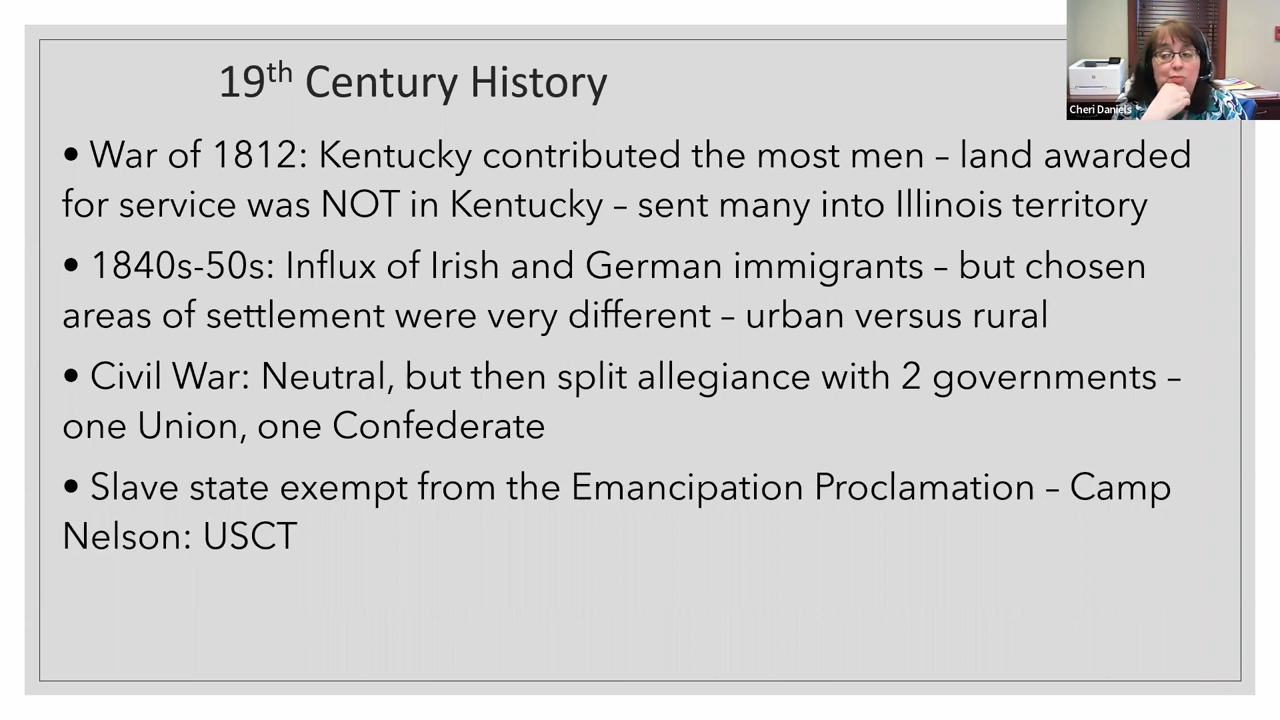 19th Century History
Cheri Daniels
• War of 1812: Kentucky contributed the most men – land awarded
for service was NOT in Kentucky – sent many into Illinois territory
• 1840s-50s: Influx of Irish and German immigrants – but chosen
areas of settlement were very different – urban versus rural
• Civil War: Neutral, but then split allegiance with 2 governments –
one Union, one Confederate
• Slave state exempt from the Emancipation Proclamation – Camp
Nelson: USCT